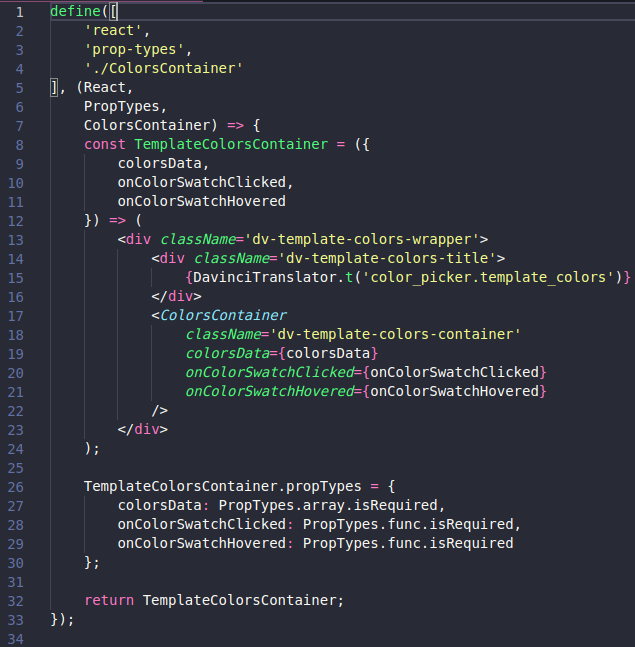 1 define([
2     'react',
3     'prop-types',
4     './ColorsContainer'
5 ], (React,
6     PropTypes,
7     ColorsContainer) => {
8     const TemplateColorsContainer = ({
9         colorsData,
10         onColorSwatchClicked,
11         onColorSwatchHovered
12     }) => (
13         <div className='dv-template-colors-wrapper'>
14             <div className='dv-template-colors-title'>
15                 {DavinciTranslator.t('color_picker.template_colors')}
16             </div>
17             <ColorsContainer
18                 className='dv-template-colors-container'
19                 colorsData={colorsData}
20                 onColorSwatchClicked={onColorSwatchClicked}
21                 onColorSwatchHovered={onColorSwatchHovered}
22             />
23         </div>
24     );
25
26     TemplateColorsContainer.propTypes = {
27         colorsData: PropTypes.array.isRequired,
28         onColorSwatchClicked: PropTypes.func.isRequired,
29         onColorSwatchHovered: PropTypes.func.isRequired
30     };
31
32     return TemplateColorsContainer;
33 });
34